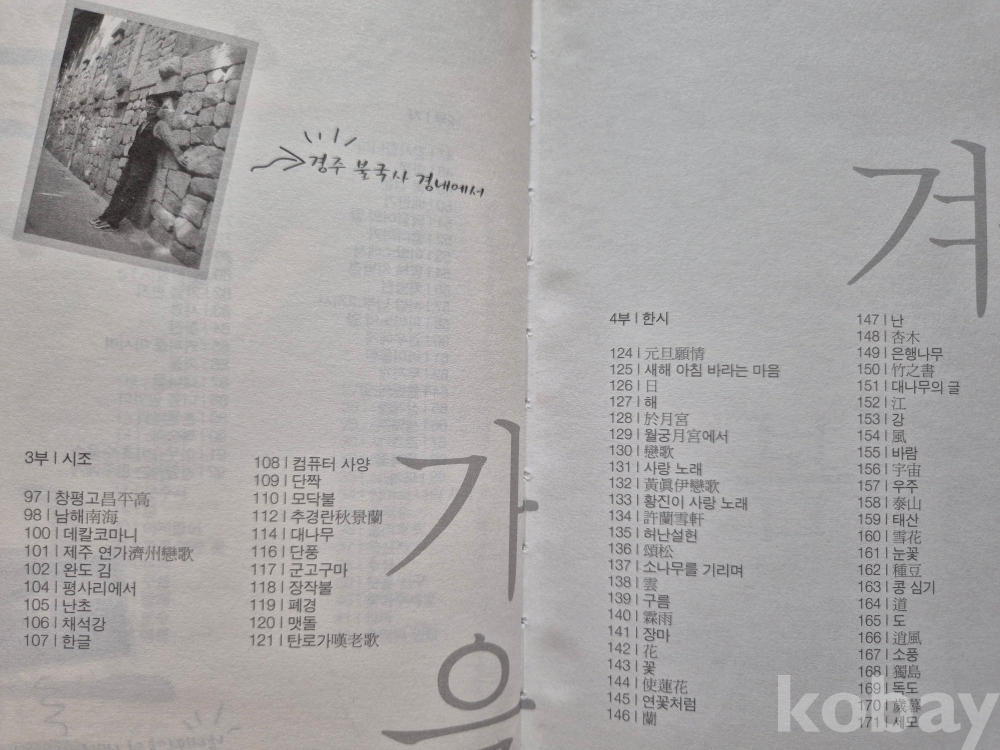 경주 불국사 경내에서
가을
3부 | 시조
97 | 창평고昌平高
98 | 남해南海
100 | 데칼코마니
101 | 제주 연가濟州戀歌
102 | 완도 김
104 | 평사리에서
105 | 난초
106 | 채석강
107 | 한글
108 | 컴퓨터 사양
109 | 단짝
110 | 모닥불
112 | 추경란秋景蘭
114 | 대나무
116 | 단풍
117 | 군고구마
118 | 장작불
119 | 폐경
120 | 맷돌
121 | 탄로가嘆老歌
겨
4부 | 한시
124 | 元旦願情
125 | 새해 아침 바라는 마음
126 | 日
127 | 해
128 | 於月宮
129 | 월궁月宮에서
130 | 戀歌
131 | 사랑 노래
132 | 黃眞伊戀歌
133 | 황진이 사랑 노래
134 | 許蘭雪軒
135 | 허난설헌
136 | 頌松
137 | 소나무를 기리며
138 | 雲
139 | 구름
140 | 霖雨
141 | 장마
142 | 花
143 | 꽃
144 | 使蓮花
145 | 연꽃처럼
146 | 蘭
147 | 난
148 | 杏木
149 | 은행나무
150 | 竹之書
151 | 대나무의 글
152 | 江
153 | 강
154 | 風
155 | 바람
156 | 宇宙
157 | 우주
158 | 泰山
159 | 태산
160 | 雪花
161 | 눈꽃
162 | 種豆
163 | 콩 심기
164 | 道
165 | 도
166 | 逍風
167 | 소풍
168 | 獨島
169 | 독도
170 | 歲暮
171 | 세모
kobay